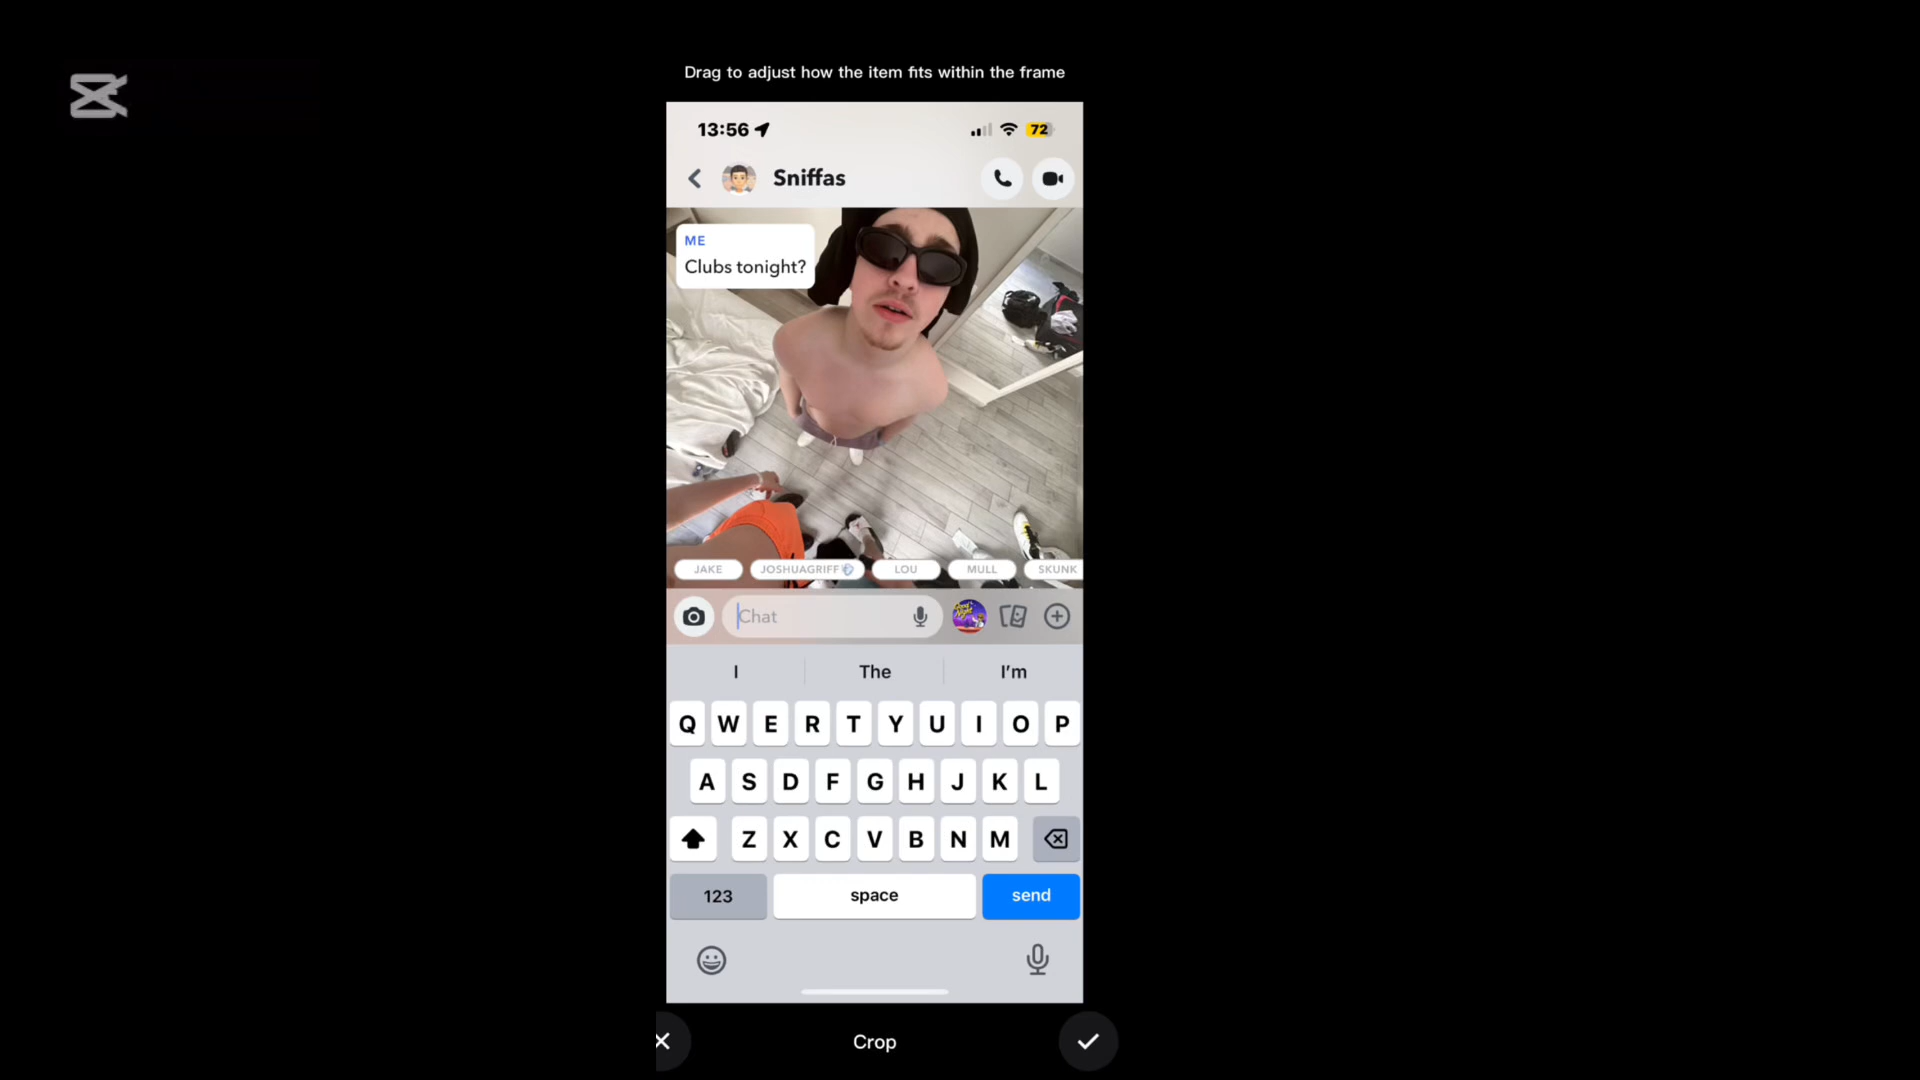 Drag to adjust how the item fits within the frame
13:56
72
Sniffas
ME
Clubs tonight?
JAKE
JOSHUAGRIFF
LOU
MULL
SKUNK
Chat
I
The
I'm
Q W E R T Y U I O P
A S D F G H J K L
Z X C V B N M
123
space
send
Crop